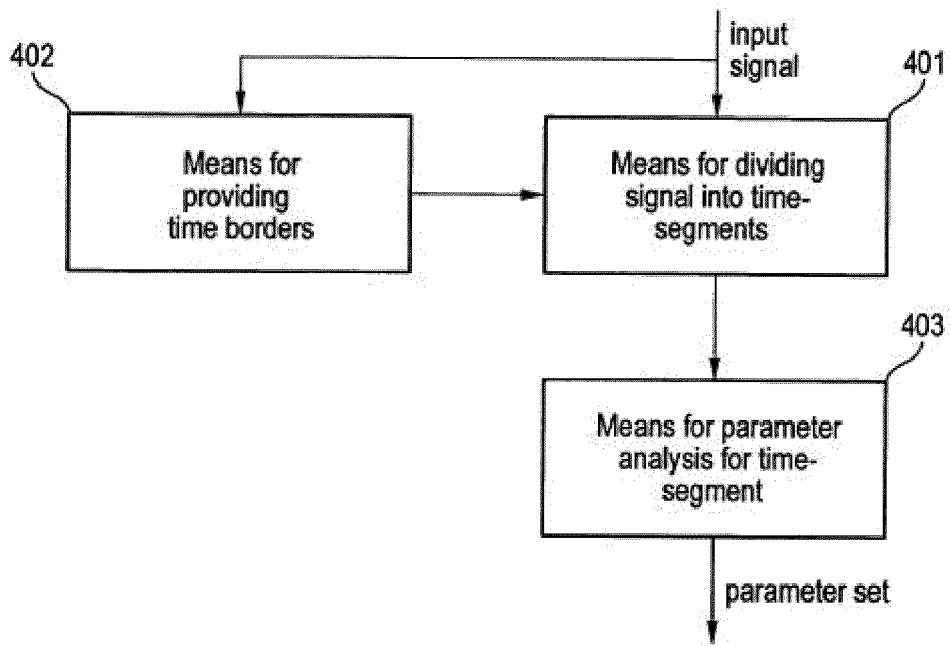 402
input
signal
401
Means for
providing
time borders
Means for dividing
signal into time-
segments
403
Means for parameter
analysis for time-
segment
parameter set